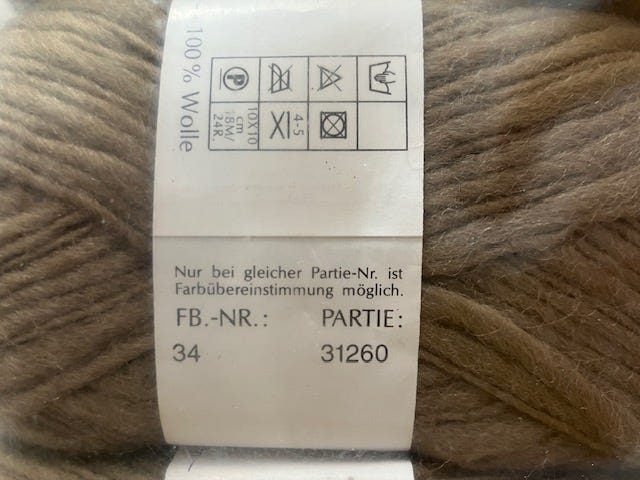 100% Wolle
P
4-5
10X10
cm
18M/
24R.
Nur bei gleicher Partie-Nr. ist
Farbübereinstimmung möglich.
FB.-NR.: PARTIE:
34 31260